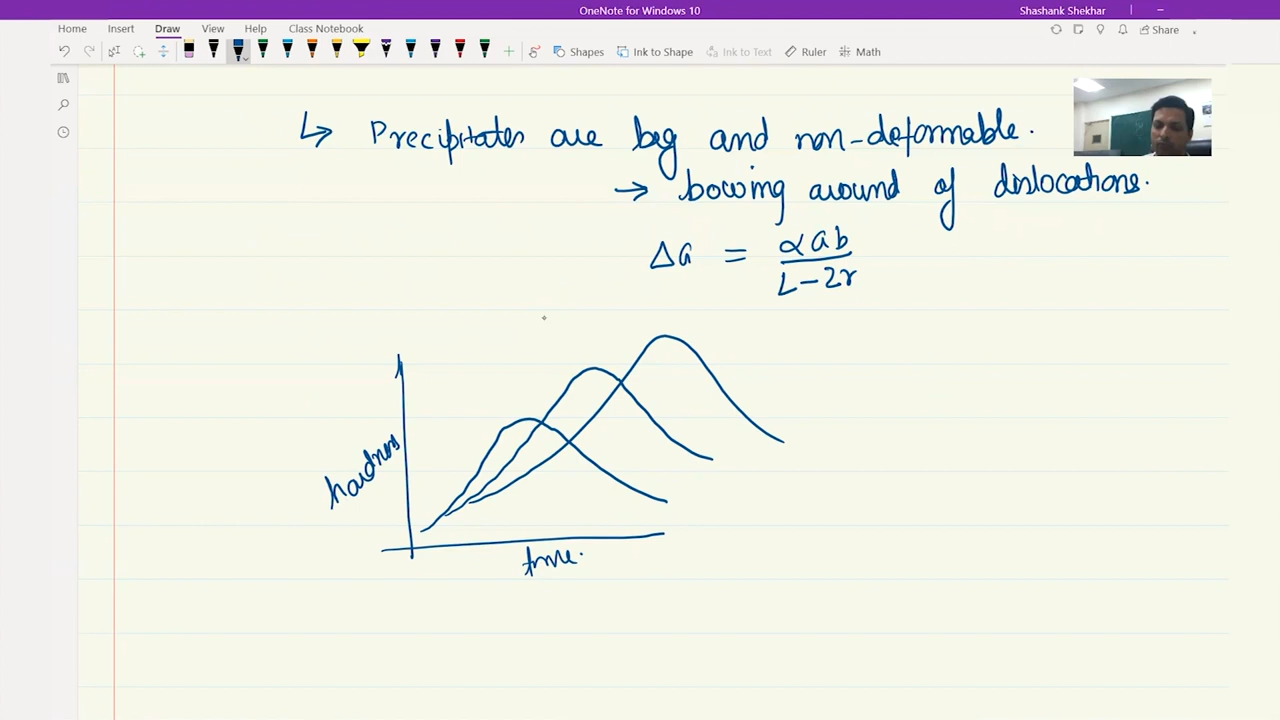 OneNote for Windows 10
Shashank Shekhar
Home Insert Draw View Help Class Notebook
Shapes Ink to Shape Ink to Text Ruler Math
Share
↳ Precipitates are big and non-deformable.
→ bowing around of dislocations.
ΔG = αGb / L-2r
hardness
time.